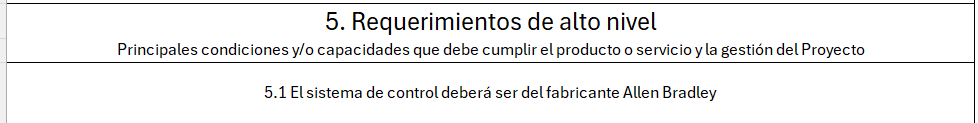 5. Requerimientos de alto nivel
Principales condiciones y/o capacidades que debe cumplir el producto o servicio y la gestión del Proyecto
5.1 El sistema de control deberá ser del fabricante Allen Bradley